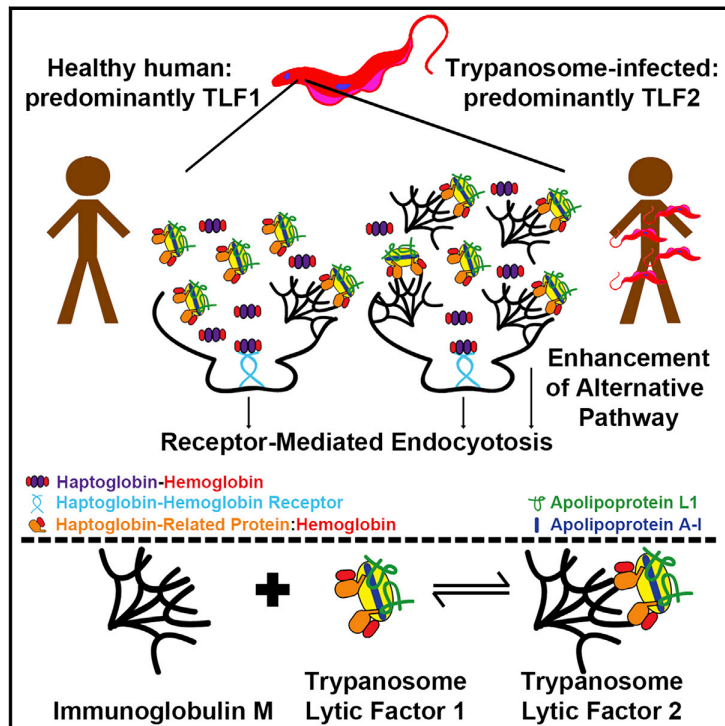 Healthy human:
predominantly TLF1
Trypanosome-infected:
predominantly TLF2
Enhancement
of Alternative
Pathway
Receptor-Mediated Endocyotosis
Haptoglobin-Hemoglobin
Haptoglobin-Hemoglobin Receptor
Haptoglobin-Related Protein:Hemoglobin
Apolipoprotein L1
Apolipoprotein A-I
Immunoglobulin M
Trypanosome
Lytic Factor 1
Trypanosome
Lytic Factor 2